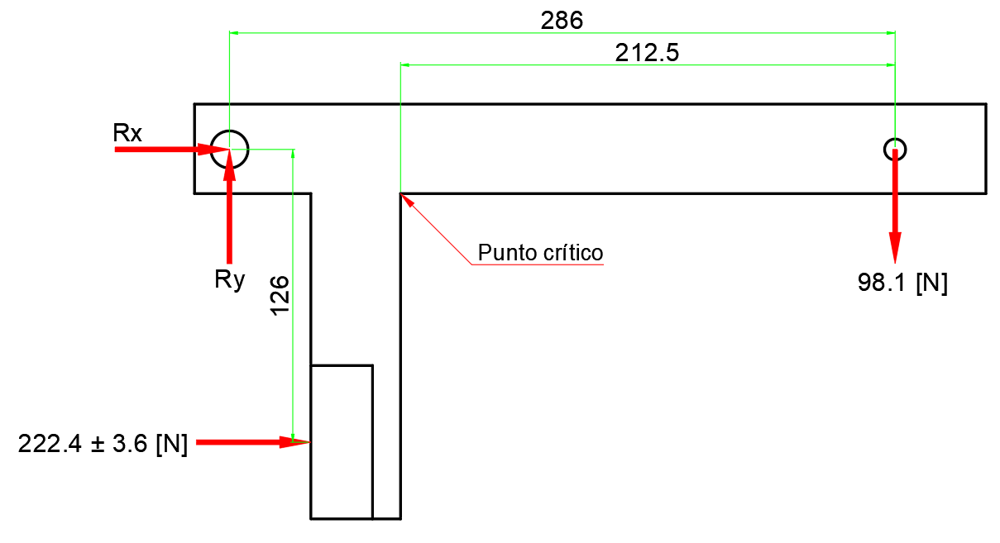 286
212.5
Rx
Punto crítico
Ry
126
98.1 [N]
222.4 ± 3.6 [N]